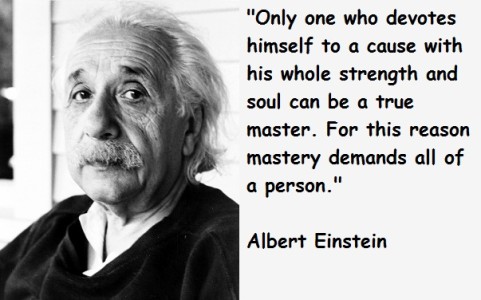 "Only one who devotes
himself to a cause with
his whole strength and
soul can be a true
master. For this reason
mastery demands all of
a person."
Albert Einstein